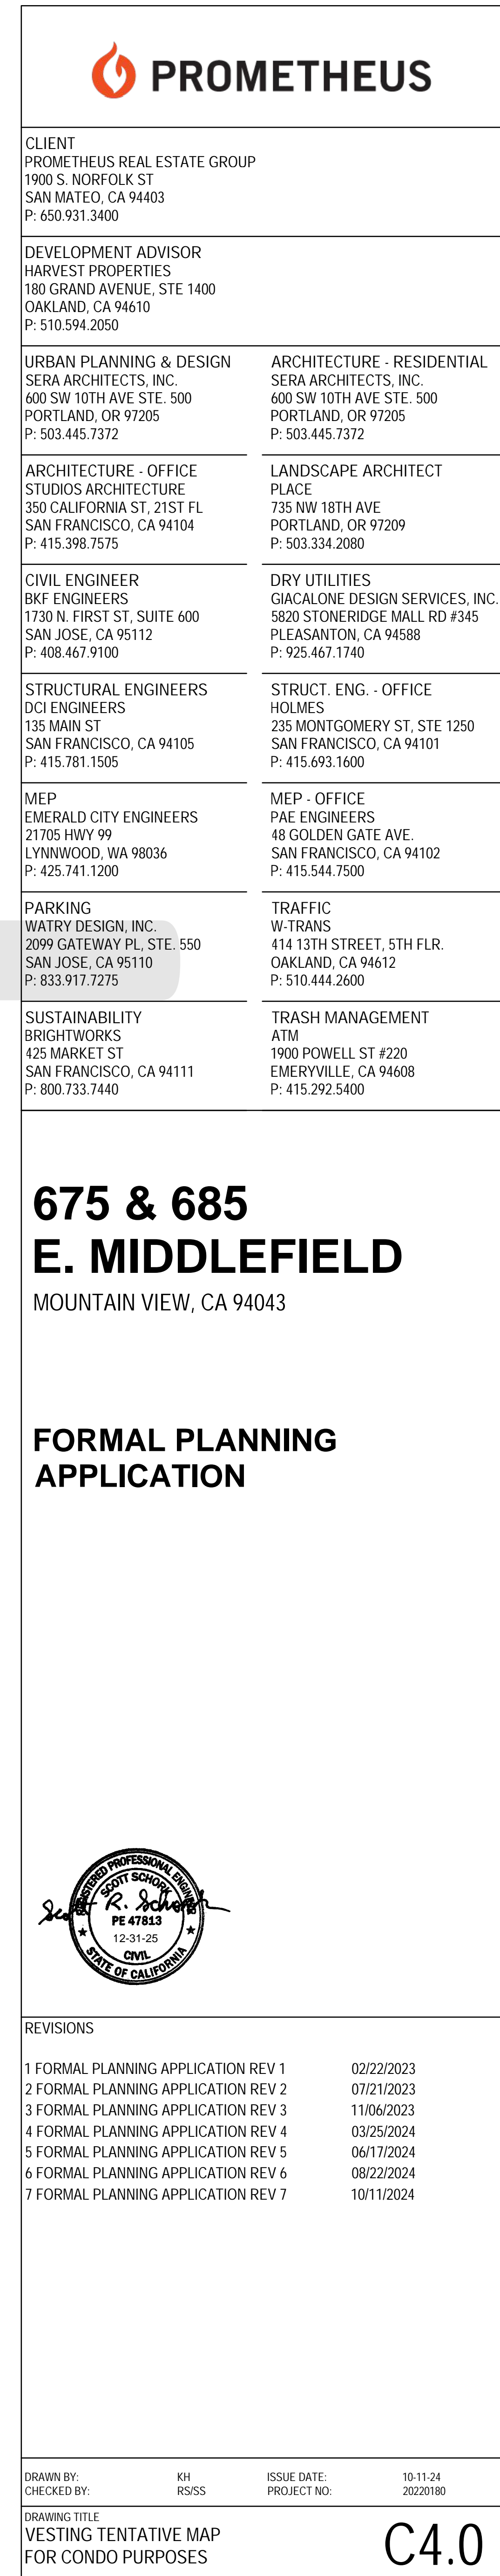 PROMETHEUS
CLIENT
PROMETHEUS REAL ESTATE GROUP
1900 S. NORFOLK ST
SAN MATEO, CA 94403
P: 650.931.3400
DEVELOPMENT ADVISOR
HARVEST PROPERTIES
180 GRAND AVENUE, STE 1400
OAKLAND, CA 94610
P: 510.594.2050
URBAN PLANNING & DESIGN
SERA ARCHITECTS, INC.
600 SW 10TH AVE STE. 500
PORTLAND, OR 97205
P: 503.445.7372
ARCHITECTURE - RESIDENTIAL
SERA ARCHITECTS, INC.
600 SW 10TH AVE STE. 500
PORTLAND, OR 97205
P: 503.445.7372
ARCHITECTURE - OFFICE
STUDIOS ARCHITECTURE
350 CALIFORNIA ST, 21ST FL
SAN FRANCISCO, CA 94104
P: 415.398.7575
LANDSCAPE ARCHITECT
PLACE
735 NW 18TH AVE
PORTLAND, OR 97209
P: 503.334.2080
CIVIL ENGINEER
BKF ENGINEERS
1730 N. FIRST ST, SUITE 600
SAN JOSE, CA 95112
P: 408.467.9100
DRY UTILITIES
GIACALONE DESIGN SERVICES, INC.
5820 STONERIDGE MALL RD #345
PLEASANTON, CA 94588
P: 925.467.1740
STRUCTURAL ENGINEERS
DCI ENGINEERS
135 MAIN ST
SAN FRANCISCO, CA 94105
P: 415.781.1505
STRUCT. ENG. - OFFICE
HOLMES
235 MONTGOMERY ST, STE 1250
SAN FRANCISCO, CA 94101
P: 415.693.1600
MEP
EMERALD CITY ENGINEERS
21705 HWY 99
LYNNWOOD, WA 98036
P: 425.741.1200
MEP - OFFICE
PAE ENGINEERS
48 GOLDEN GATE AVE.
SAN FRANCISCO, CA 94102
P: 415.544.7500
PARKING
WATRY DESIGN, INC.
2099 GATEWAY PL, STE. 550
SAN JOSE, CA 95110
P: 833.917.7275
TRAFFIC
W-TRANS
414 13TH STREET, 5TH FLR.
OAKLAND, CA 94612
P: 510.444.2600
SUSTAINABILITY
BRIGHTWORKS
425 MARKET ST
SAN FRANCISCO, CA 94111
P: 800.733.7440
TRASH MANAGEMENT
ATM
1900 POWELL ST #220
EMERYVILLE, CA 94608
P: 415.292.5400
675 & 685
E. MIDDLEFIELD
MOUNTAIN VIEW, CA 94043
FORMAL PLANNING
APPLICATION
REGISTERED PROFESSIONAL ENGINEER
SCOTT SCHORK
Scott R. Schork
PE 47813
12-31-25
CIVIL
STATE OF CALIFORNIA
REVISIONS
1 FORMAL PLANNING APPLICATION REV 1 02/22/2023
2 FORMAL PLANNING APPLICATION REV 2 07/21/2023
3 FORMAL PLANNING APPLICATION REV 3 11/06/2023
4 FORMAL PLANNING APPLICATION REV 4 03/25/2024
5 FORMAL PLANNING APPLICATION REV 5 06/17/2024
6 FORMAL PLANNING APPLICATION REV 6 08/22/2024
7 FORMAL PLANNING APPLICATION REV 7 10/11/2024
DRAWN BY: KH ISSUE DATE: 10-11-24
CHECKED BY: RS/SS PROJECT NO: 20220180
DRAWING TITLE
VESTING TENTATIVE MAP
FOR CONDO PURPOSES
C4.0